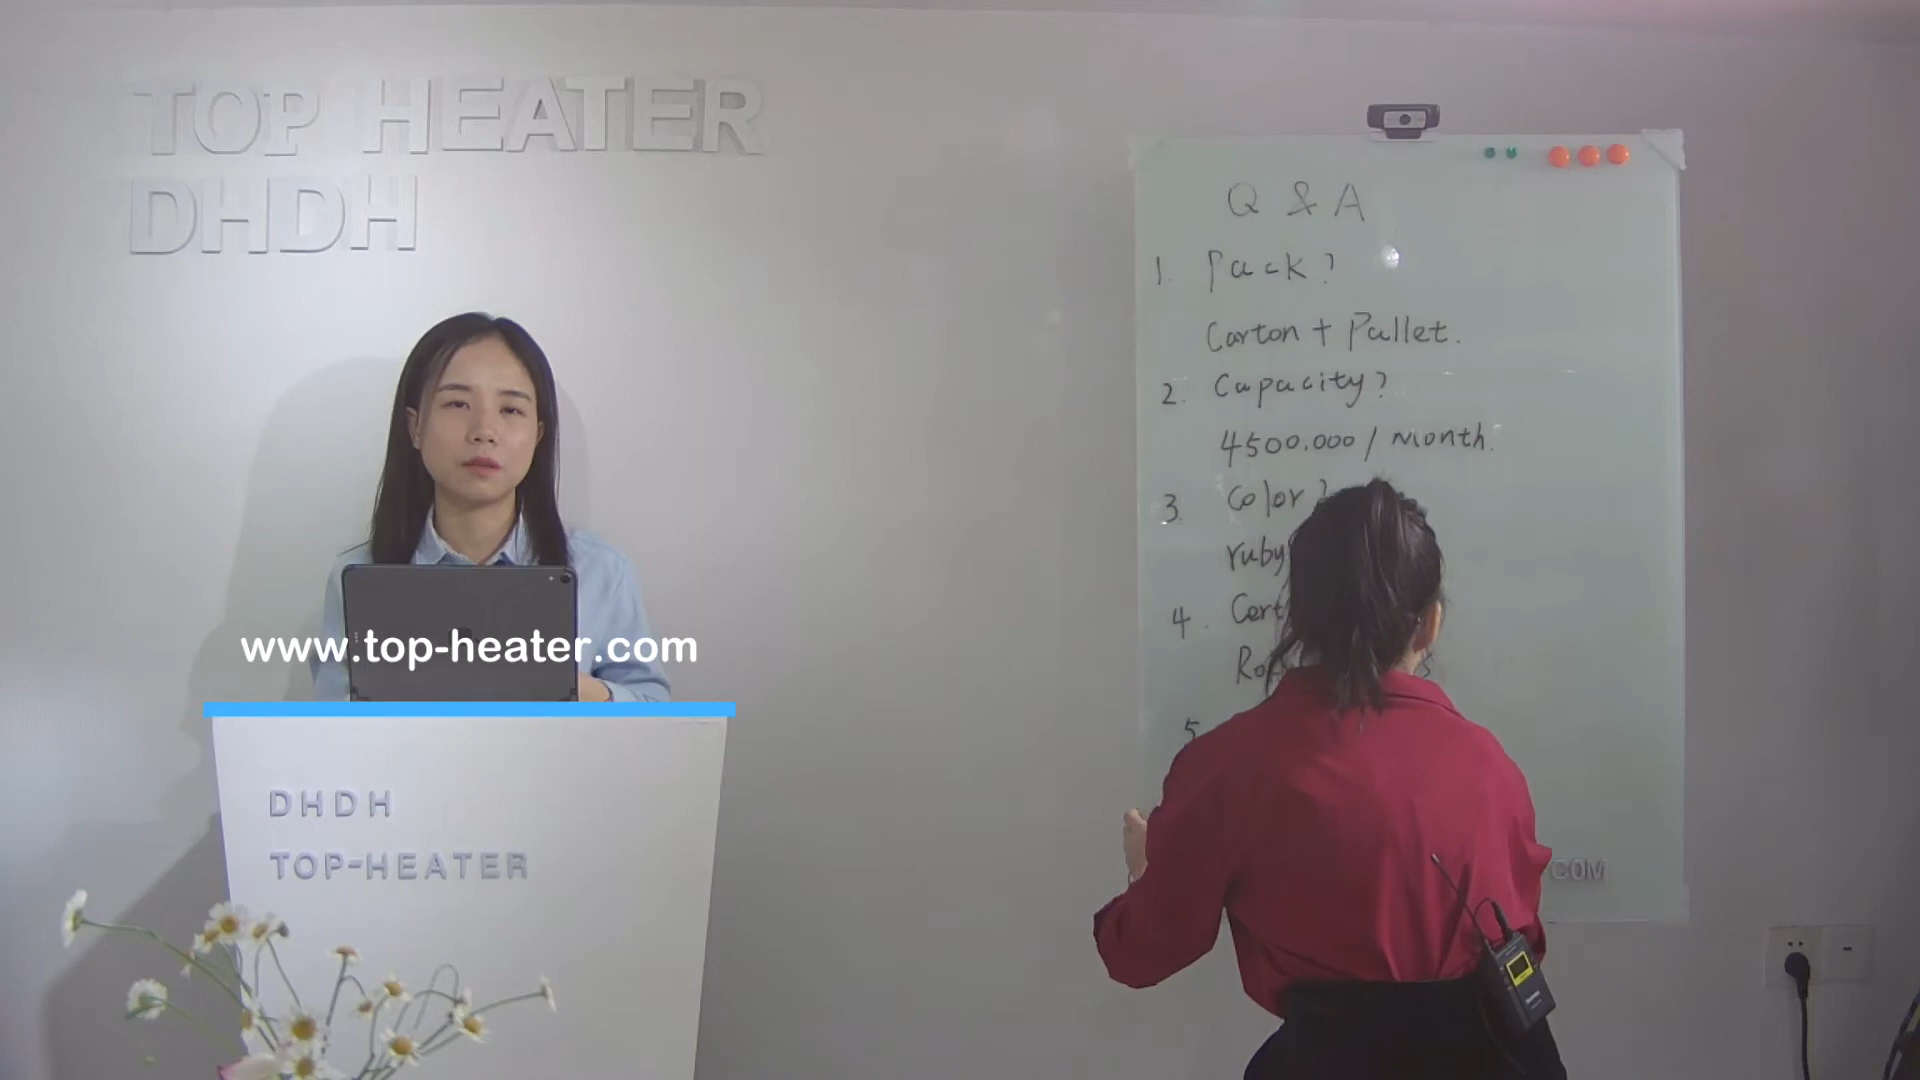 TOP HEATER
DHDH
Q & A
1. Pack?
Carton + Pallet.
2. Capacity?
4500.000 / Month.
3. Color?
ruby
4.
5
www.top-heater.com
DHDH
TOP-HEATER
COM